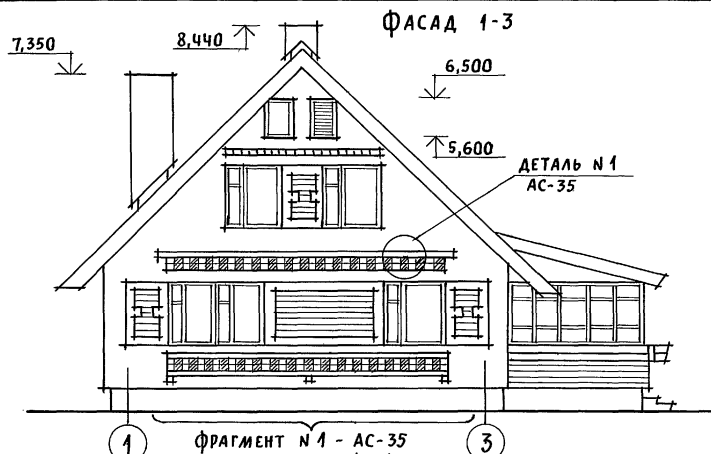 ФАСАД 1-3
7,350
8,440
6,500
5,600
ДЕТАЛЬ N 1
АС-35
1
ФРАГМЕНТ N 1 - АС-35
3